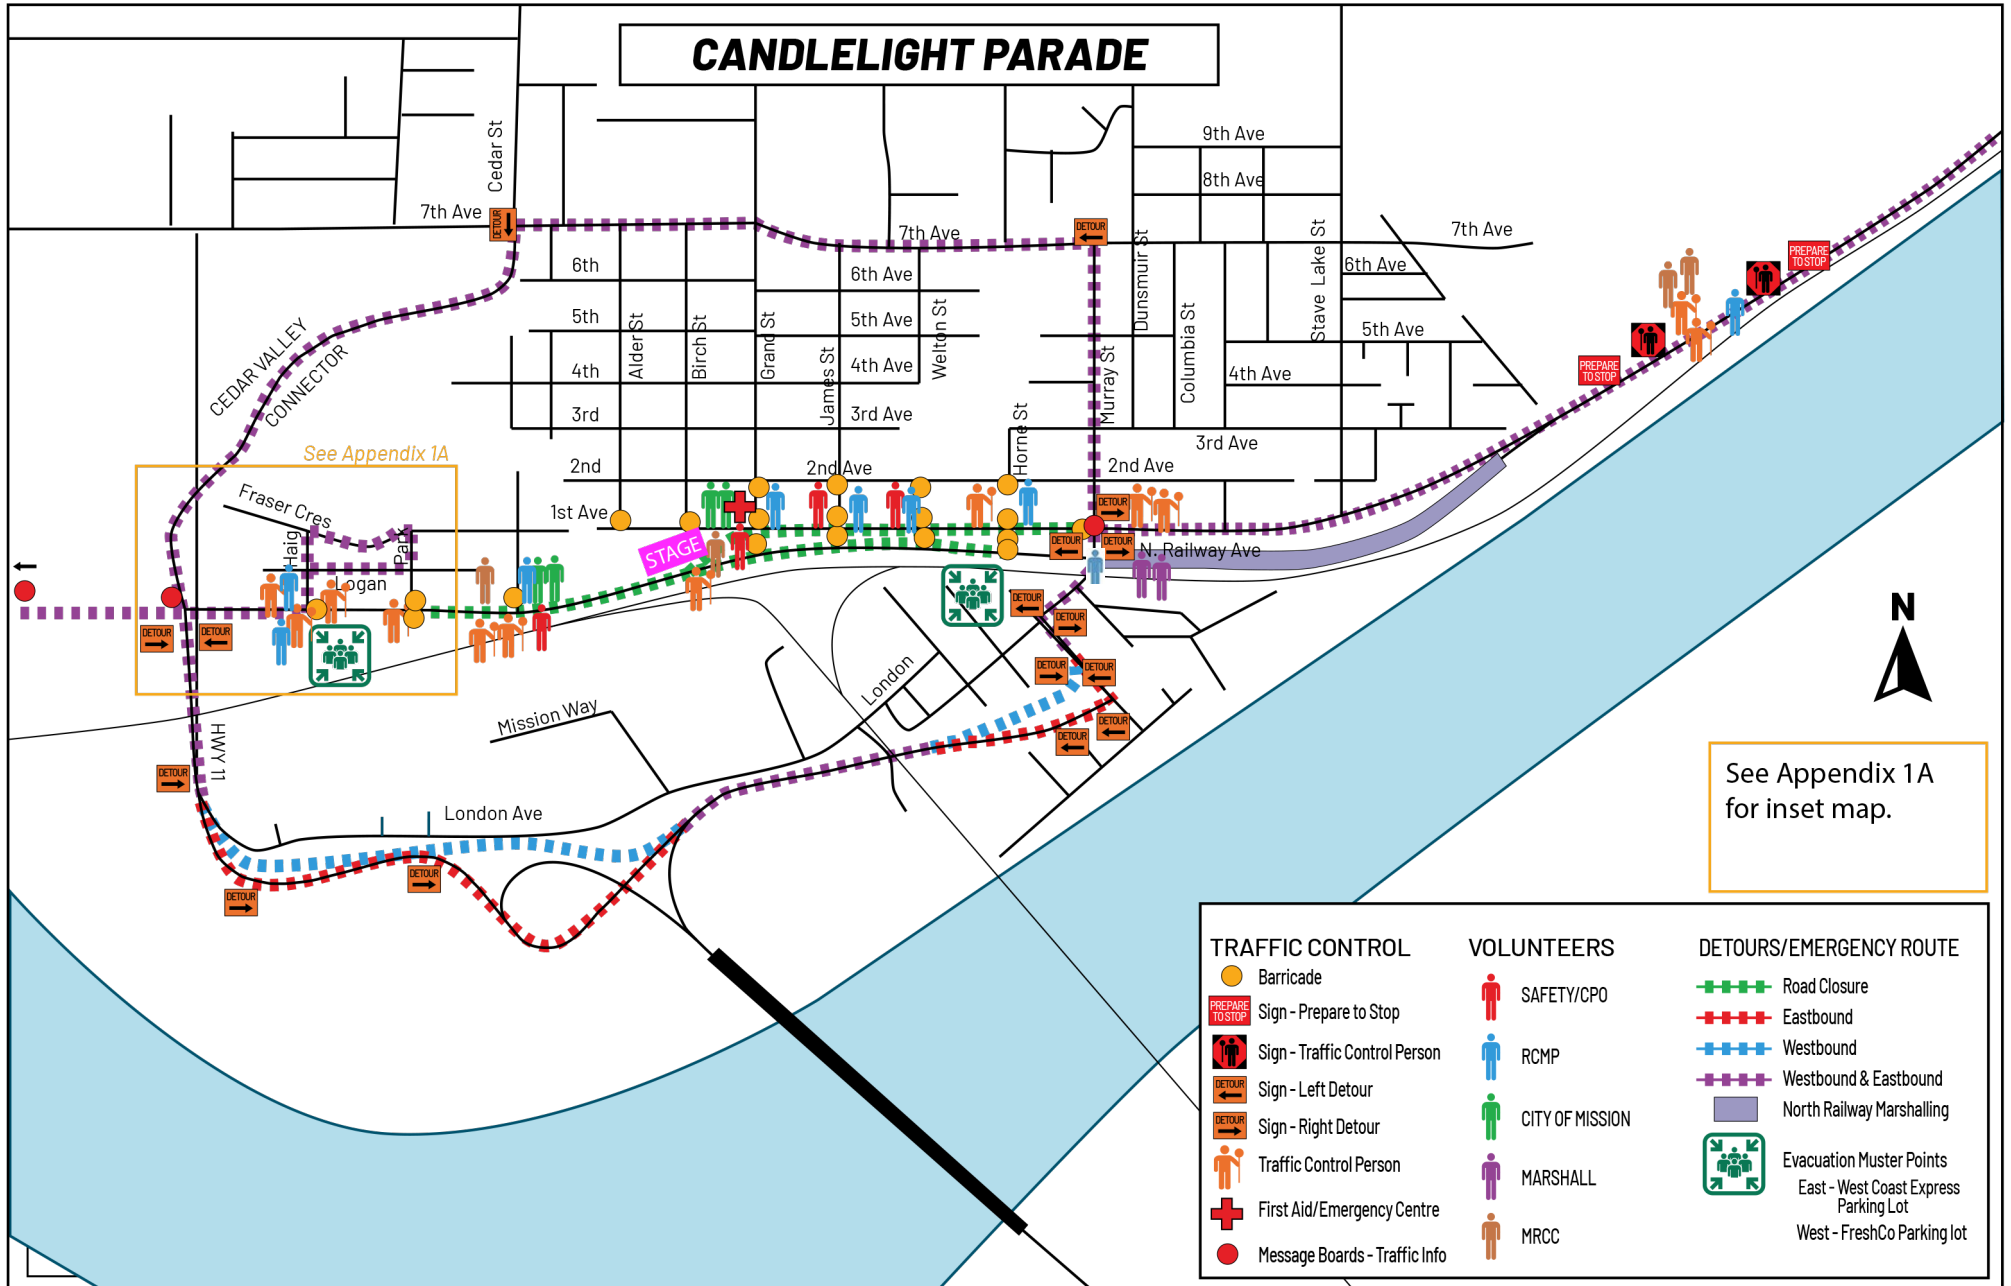 CANDLELIGHT PARADE
Cedar St
9th Ave
8th Ave
7th Ave
DETOUR
7th Ave
DETOUR
7th Ave
Dunsmuir St
Stave Lake St
PREPARE
TO STOP
6th
6th Ave
6th Ave
5th
5th Ave
5th Ave
Alder St
Birch St
Grand St
Welton St
James St
Murray St
Columbia St
PREPARE
TO STOP
4th
4th Ave
4th Ave
CEDAR VALLEY
CONNECTOR
3rd
3rd Ave
3rd Ave
Horne St
See Appendix 1A
2nd
2nd Ave
2nd Ave
Fraser Cres
1st Ave
DETOUR
Haig
Park
STAGE
DETOUR
DETOUR
N. Railway Ave
Logan
DETOUR
DETOUR
DETOUR
DETOUR
N
DETOUR
DETOUR
London
Mission Way
DETOUR
DETOUR
HWY 11
DETOUR
London Ave
DETOUR
DETOUR
See Appendix 1A
for inset map.
TRAFFIC CONTROL
Barricade
PREPARE
TO STOP
Sign - Prepare to Stop
Sign - Traffic Control Person
DETOUR
Sign - Left Detour
DETOUR
Sign - Right Detour
Traffic Control Person
First Aid/Emergency Centre
Message Boards - Traffic Info
VOLUNTEERS
SAFETY/CPO
RCMP
CITY OF MISSION
MARSHALL
MRCC
DETOURS/EMERGENCY ROUTE
Road Closure
Eastbound
Westbound
Westbound & Eastbound
North Railway Marshalling
Evacuation Muster Points
East - West Coast Express
Parking Lot
West - FreshCo Parking lot